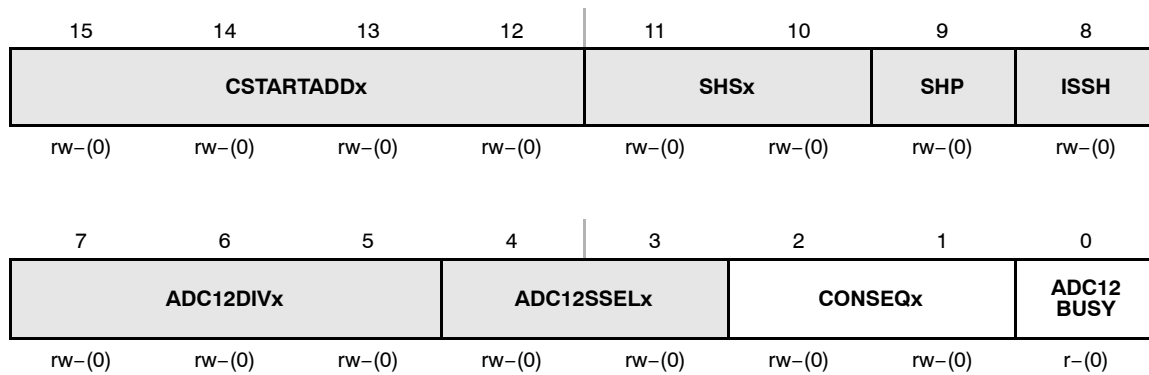 15 14 13 12 11 10 9 8
CSTARTADDx SHSx SHP ISSH
rw−(0) rw−(0) rw−(0) rw−(0) rw−(0) rw−(0) rw−(0) rw−(0)
7 6 5 4 3 2 1 0
ADC12DIVx ADC12SSELx CONSEQx ADC12
BUSY
rw−(0) rw−(0) rw−(0) rw−(0) rw−(0) rw−(0) rw−(0) r−(0)